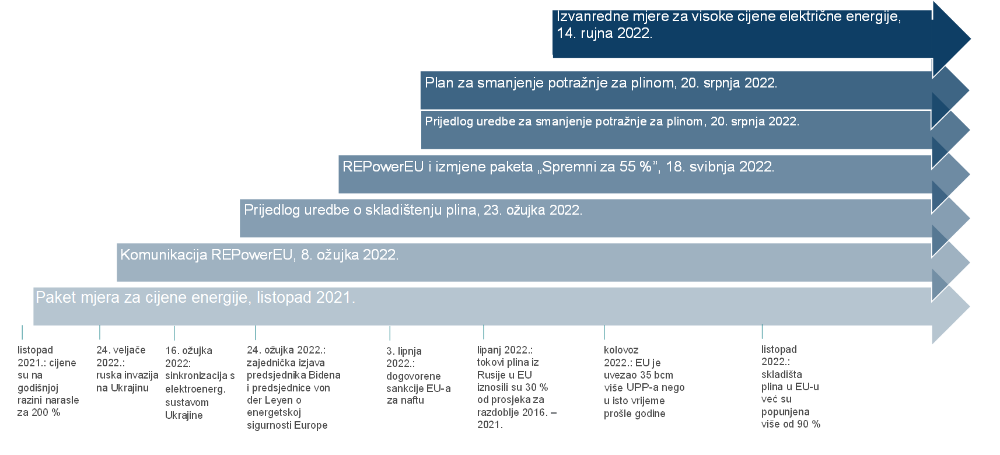 Izvanredne mjere za visoke cijene električne energije,
14. rujna 2022.
Plan za smanjenje potražnje za plinom, 20. srpnja 2022.
Prijedlog uredbe za smanjenje potražnje za plinom, 20. srpnja 2022.
REPowerEU i izmjene paketa „Spremni za 55 %”, 18. svibnja 2022.
Prijedlog uredbe o skladištenju plina, 23. ožujka 2022.
Komunikacija REPowerEU, 8. ožujka 2022.
Paket mjera za cijene energije, listopad 2021.
listopad
2021.: cijene
su na
godišnjoj
razini narasle
za 200 %
24. veljače
2022.:
ruska invazija
na Ukrajinu
16. ožujka
2022:
sinkronizacija s
elektroenerg.
sustavom
Ukrajine
24. ožujka 2022.:
zajednička izjava
predsjednika Bidena
i predsjednice von
der Leyen o
energetskoj
sigurnosti Europe
3. lipnja
2022.:
dogovorene
sankcije EU-a
za naftu
lipanj 2022.:
tokovi plina iz
Rusije u EU
iznosili su 30 %
od prosjeka za
razdoblje 2016. –
2021.
kolovoz
2022.: EU je
uvezao 35 bcm
više UPP-a nego
u isto vrijeme
prošle godine
listopad
2022.:
skladišta
plina u EU-u
već su
popunjena
više od 90 %